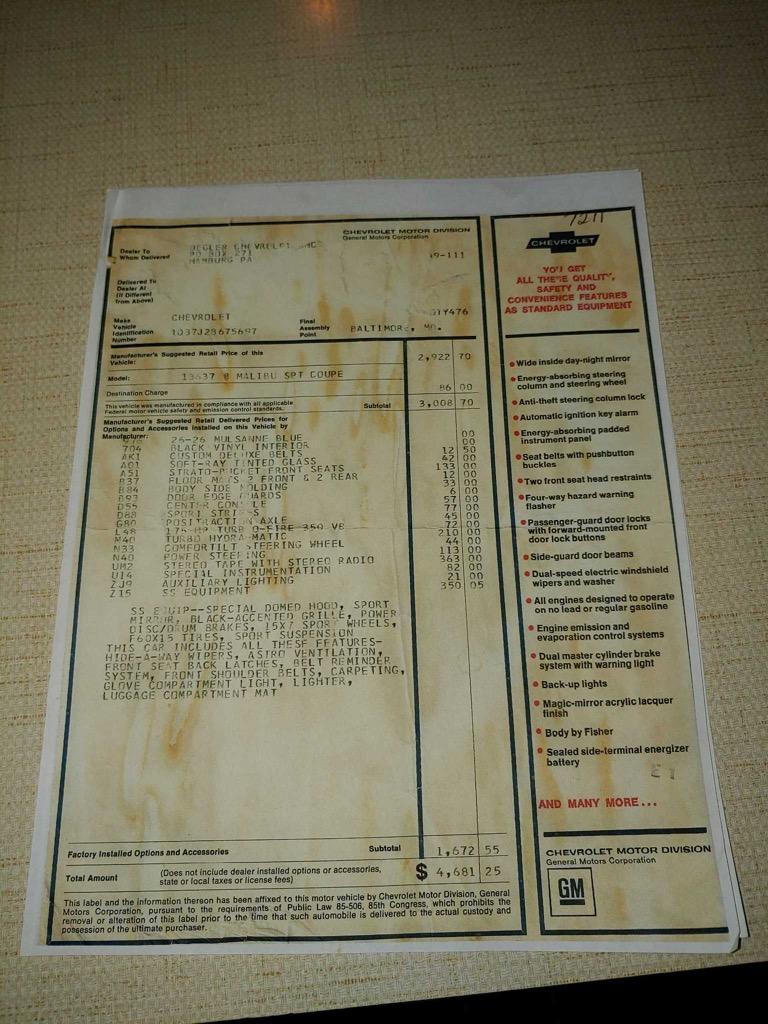 CHEVROLET MOTOR DIVISION
General Motors Corporation
Dealer To
Whom Delivered
PO BOX 271
HAMBURG PA
19-111
Delivered To
Dealer At
(If Different
from Above)
Make
CHEVROLET
Vehicle
Identification
Number
1D37J2B675697
Final
Assembly
Point
BALTIMORE, MD.
Manufacturer's Suggested Retail Price of this
Vehicle:
2,922 70
Model:
8 MALIBU SPT COUPE
Destination Charge
86 00
This vehicle was manufactured in compliance with all applicable
Federal motor vehicle safety and emission control standards.
Subtotal
3,008 70
Manufacturer's Suggested Retail Delivered Prices for
Options and Accessories Installed on this Vehicle by
Manufacturer:
26-26 MULSANNE BLUE 00
704 BLACK VINYL INTERIOR 00
AK1 CUSTOM DELUXE BELTS 12 50
A01 SOFT-RAY TINTED GLASS 42 00
A51 STRATO-BUCKET FRONT SEATS 133 00
B37 FLOOR MATS 2 FRONT & 2 REAR 12 00
B84 BODY SIDE MOLDING 33 00
B93 DOOR EDGE GUARDS 6 00
D55 CENTER CONSOLE 57 00
D88 SPORT STRIPES 77 00
G80 POSITRACTION AXLE 45 00
L48 175-HP TURBO-FIRE 350 V8 72 00
M40 TURBO HYDRA-MATIC 210 00
N33 COMFORTILT STEERING WHEEL 44 00
N40 POWER STEERING 113 00
UM2 STEREO TAPE WITH STEREO RADIO 363 00
U14 SPECIAL INSTRUMENTATION 82 00
ZJ9 AUXILIARY LIGHTING 21 00
Z15 SS EQUIPMENT 350 05
SS EQUIP--SPECIAL DOMED HOOD, SPORT
MIRROR, BLACK-ACCENTED GRILLE, POWER
DISC/DRUM BRAKES, 15X7 SPORT WHEELS,
F60X15 TIRES, SPORT SUSPENSION
THIS CAR INCLUDES ALL THESE FEATURES-
HIDE-A-WAY WIPERS, ASTRO VENTILATION,
FRONT SEAT BACK LATCHES, BELT REMINDER
SYSTEM, FRONT SHOULDER BELTS, CARPETING,
GLOVE COMPARTMENT LIGHT, LIGHTER,
LUGGAGE COMPARTMENT MAT
Factory Installed Options and Accessories
Subtotal
1,672 55
Total Amount
(Does not include dealer installed options or accessories,
state or local taxes or license fees)
$ 4,681 25
This label and the information thereon has been affixed to this motor vehicle by Chevrolet Motor Division, General
Motors Corporation, pursuant to the requirements of Public Law 85-506, 85th Congress, which prohibits the
removal or alteration of this label prior to the time that such automobile is delivered to the actual custody and
possession of the ultimate purchaser.
CHEVROLET
YOU GET
ALL THESE QUALITY,
SAFETY AND
CONVENIENCE FEATURES
AS STANDARD EQUIPMENT
• Wide inside day-night mirror
• Energy-absorbing steering
column and steering wheel
• Anti-theft steering column lock
• Automatic ignition key alarm
• Energy-absorbing padded
instrument panel
• Seat belts with pushbutton
buckles
• Two front seat head restraints
• Four-way hazard warning
flasher
• Passenger-guard door locks
with forward-mounted front
door lock buttons
• Side-guard door beams
• Dual-speed electric windshield
wipers and washer
• All engines designed to operate
on no lead or regular gasoline
• Engine emission and
evaporation control systems
• Dual master cylinder brake
system with warning light
• Back-up lights
• Magic-mirror acrylic lacquer
finish
• Body by Fisher
• Sealed side-terminal energizer
battery
AND MANY MORE...
CHEVROLET MOTOR DIVISION
General Motors Corporation
GM